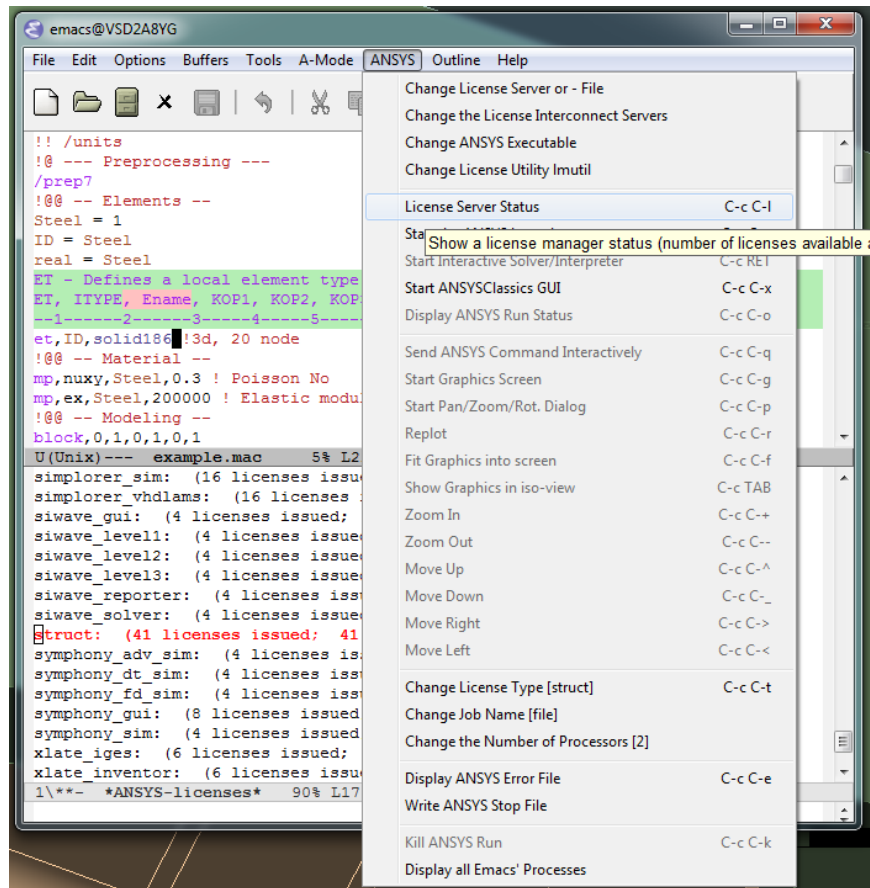 emacs@VSD2A8YG
File Edit Options Buffers Tools A-Mode ANSYS Outline Help
!! /units
!@ --- Preprocessing ---
/prep7
!@@ -- Elements --
Steel = 1
ID = Steel
real = Steel
ET - Defines a local element type
ET, ITYPE, Ename, KOP1, KOP2,
--1------2------3-----4-----5----
et,ID,solid186 !3d, 20 node
!@@ -- Material --
mp,nuxy,Steel,0.3 ! Poisson No
mp,ex,Steel,200000 ! Elastic
!@@ -- Modeling --
block,0,1,0,1,0,1
U(Unix)--- example.mac 5%
simplorer_sim: (16 licenses
simplorer_vhdlams: (16 licenses
siwave_gui: (4 licenses issued;
siwave_level1: (4 licenses
siwave_level2: (4 licenses
siwave_level3: (4 licenses
siwave_reporter: (4 licenses
siwave_solver: (4 licenses
struct: (41 licenses issued; 41
symphony_adv_sim: (4 licenses
symphony_dt_sim: (4 licenses
symphony_fd_sim: (4 licenses
symphony_gui: (8 licenses issued
symphony_sim: (4 licenses issued
xlate_iges: (6 licenses issued;
xlate_inventor: (6 licenses
1\**- *ANSYS-licenses* 90% L17
Change License Server or - File
Change the License Interconnect Servers
Change ANSYS Executable
Change License Utility lmutil
License Server Status C-c C-l
Show a license manager status (number of licenses available
Start Interactive Solver/Interpreter C-c RET
Start ANSYSClassics GUI C-c C-x
Display ANSYS Run Status C-c C-o
Send ANSYS Command Interactively C-c C-q
Start Graphics Screen C-c C-g
Start Pan/Zoom/Rot. Dialog C-c C-p
Replot C-c C-r
Fit Graphics into screen C-c C-f
Show Graphics in iso-view C-c TAB
Zoom In C-c C-+
Zoom Out C-c C--
Move Up C-c C-^
Move Down C-c C-_
Move Right C-c C->
Move Left C-c C-<
Change License Type [struct] C-c C-t
Change Job Name [file]
Change the Number of Processors [2]
Display ANSYS Error File C-c C-e
Write ANSYS Stop File
Kill ANSYS Run C-c C-k
Display all Emacs' Processes